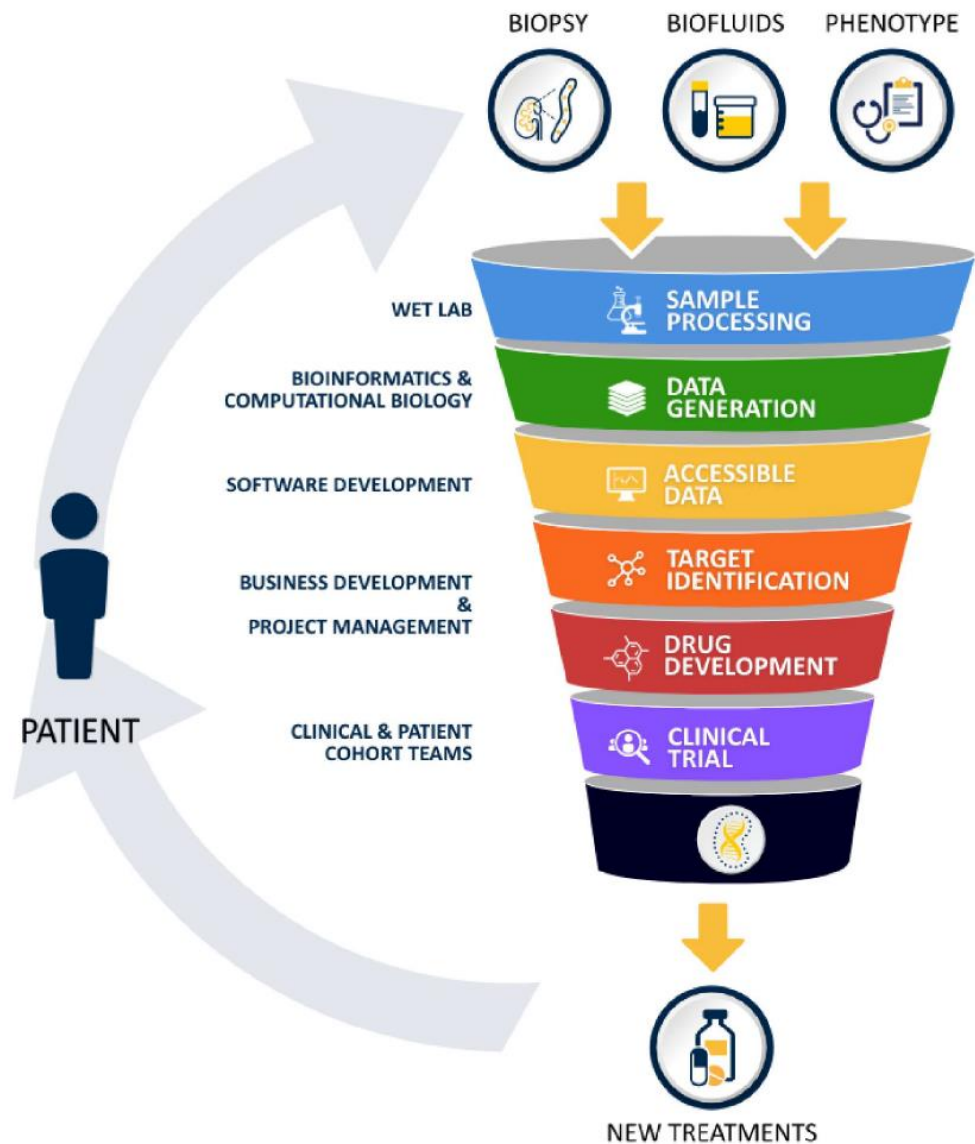 BIOPSY
BIOFLUIDS
PHENOTYPE
WET LAB
SAMPLE
PROCESSING
BIOINFORMATICS &
COMPUTATIONAL BIOLOGY
DATA
GENERATION
SOFTWARE DEVELOPMENT
ACCESSIBLE
DATA
BUSINESS DEVELOPMENT
&
PROJECT MANAGEMENT
TARGET
IDENTIFICATION
DRUG
DEVELOPMENT
PATIENT
CLINICAL & PATIENT
COHORT TEAMS
CLINICAL
TRIAL
NEW TREATMENTS